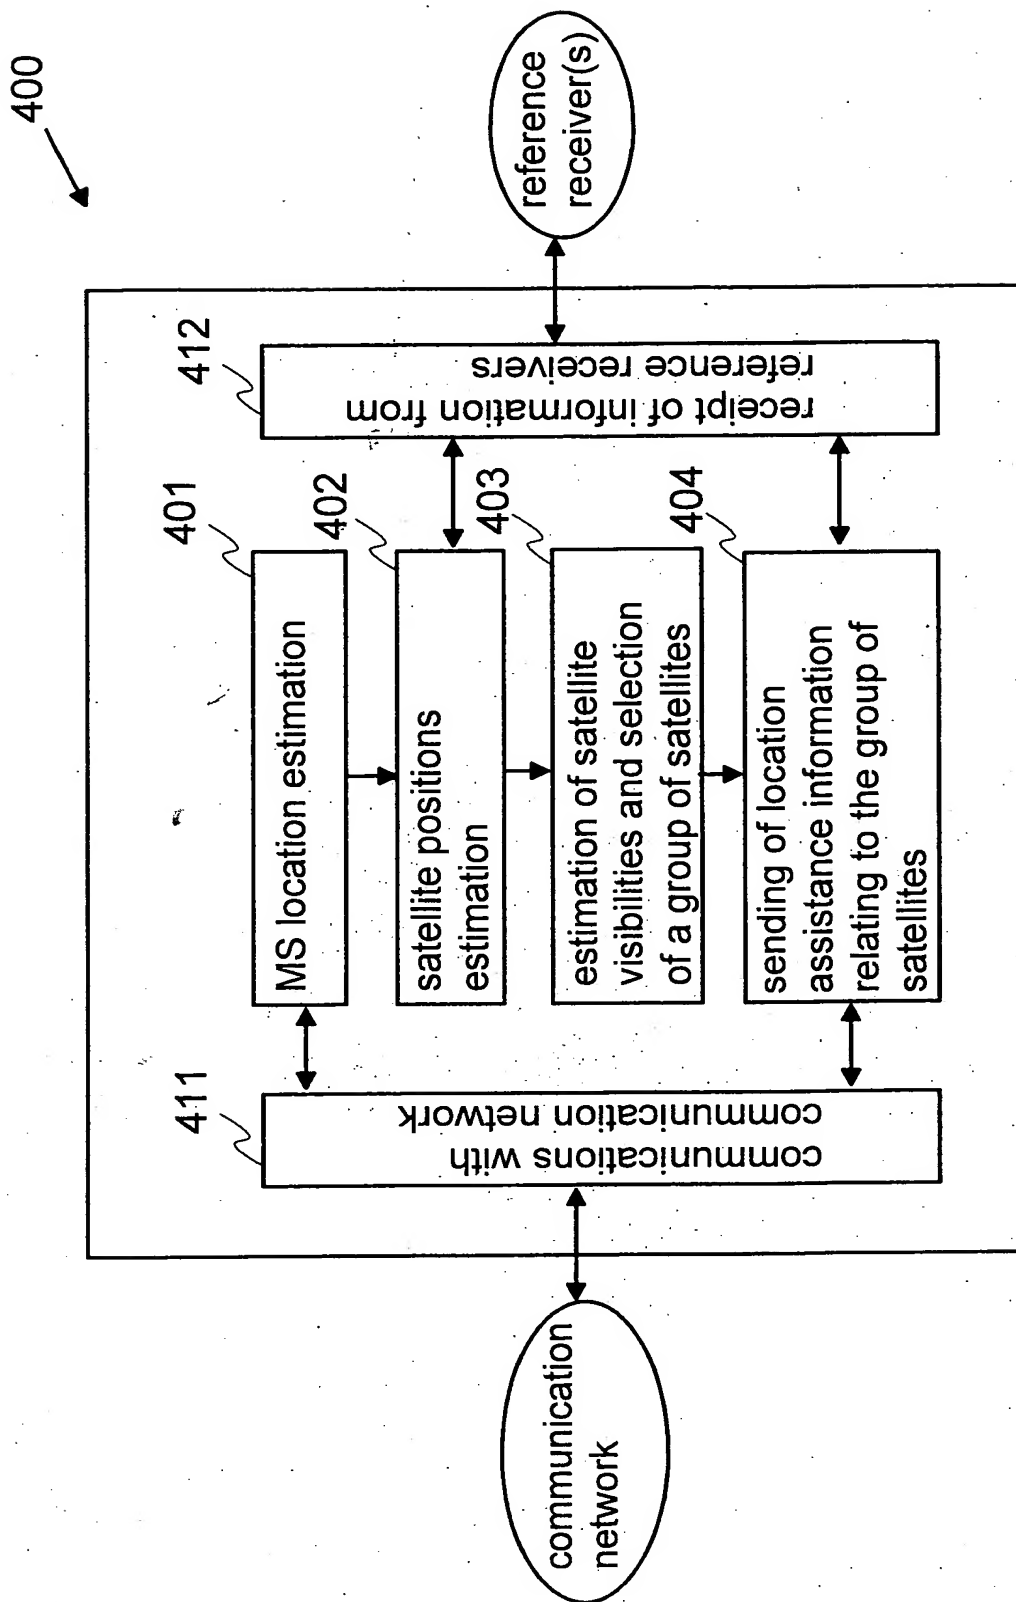 400
communication
network
411
communications with
communication network
401
MS location estimation
402
satellite positions
estimation
403
estimation of satellite
visibilities and selection
of a group of satellites
404
sending of location
assistance information
relating to the group of
satellites
412
receipt of information from
reference receivers
reference
receiver(s)